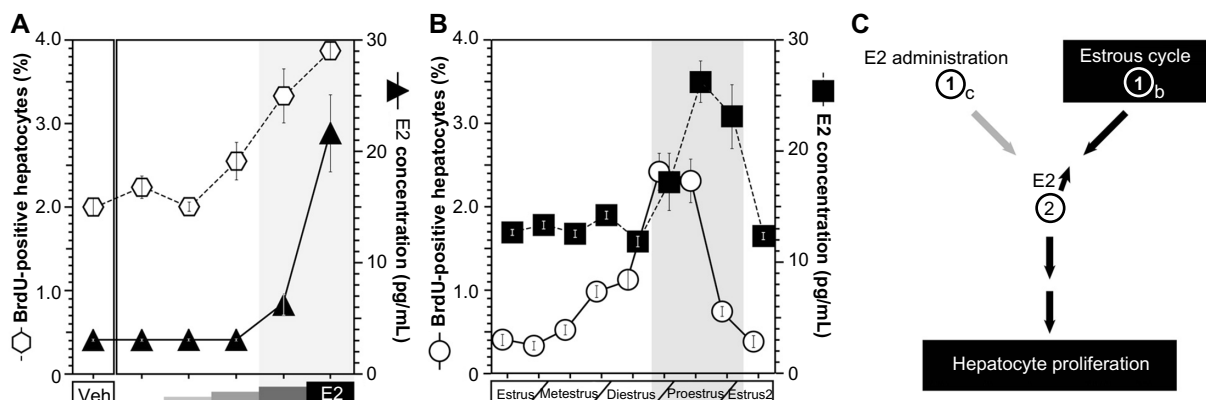 A
BrdU-positive hepatocytes (%)
4.0
3.0
2.0
1.0
0
30
20
10
0
E2 concentration (pg/mL)
Veh
E2
B
BrdU-positive hepatocytes (%)
4.0
3.0
2.0
1.0
0
30
20
10
0
E2 concentration (pg/mL)
Estrus Metestrus Diestrus Proestrus Estrus2
C
E2 administration
1c
Estrous cycle
1b
E2
2
Hepatocyte proliferation